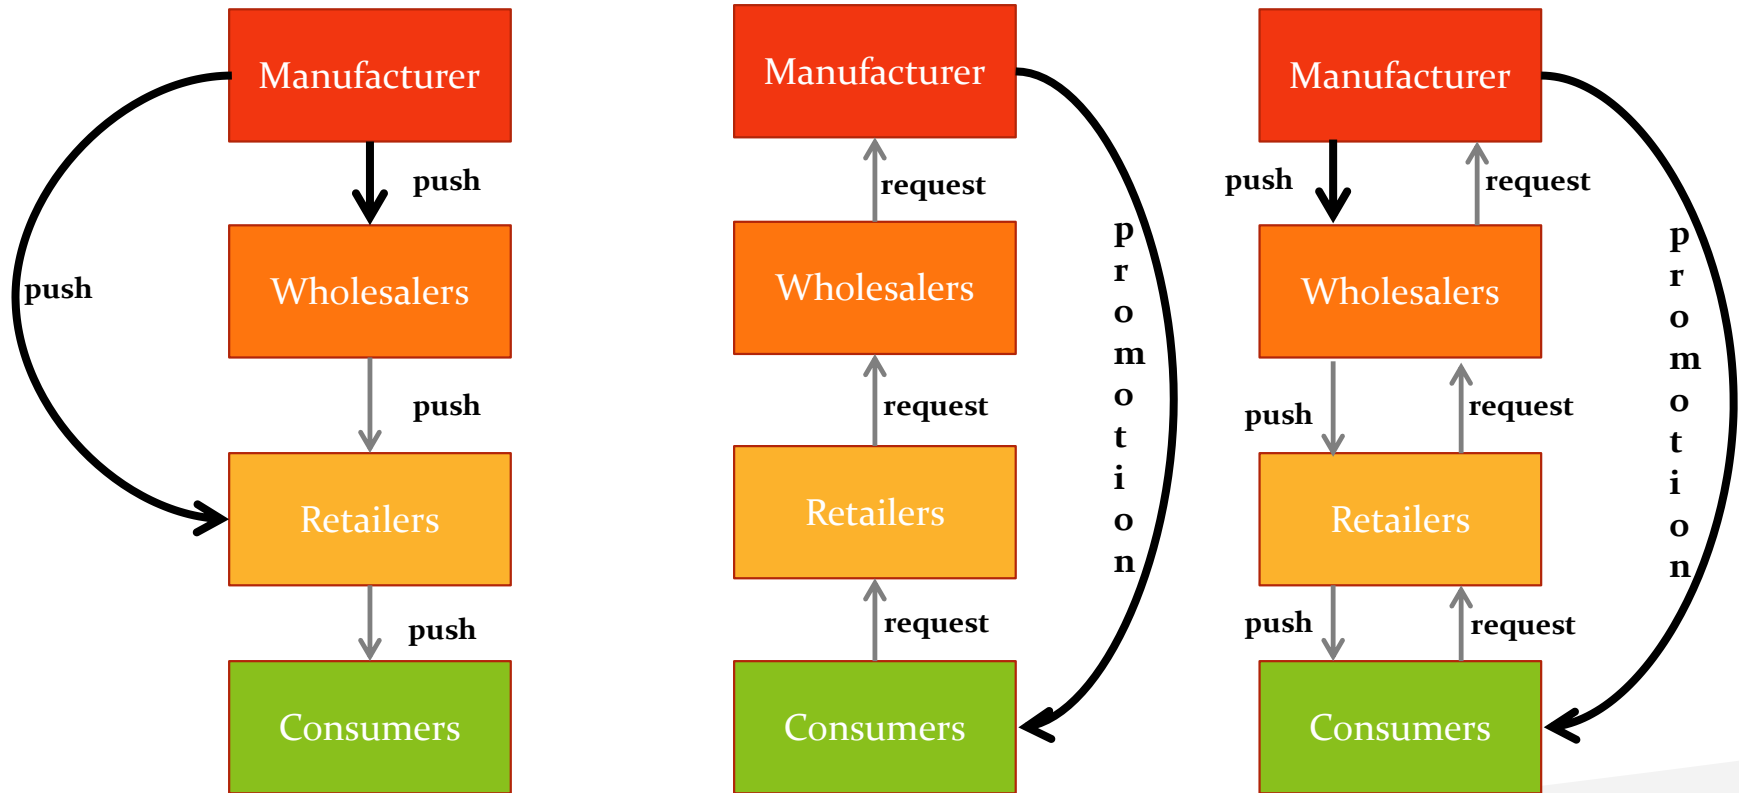 Manufacturer
push
push
Wholesalers
push
Retailers
push
Consumers
Manufacturer
request
promotion
Wholesalers
request
Retailers
request
Consumers
Manufacturer
push
request
promotion
Wholesalers
push
request
Retailers
push
request
Consumers